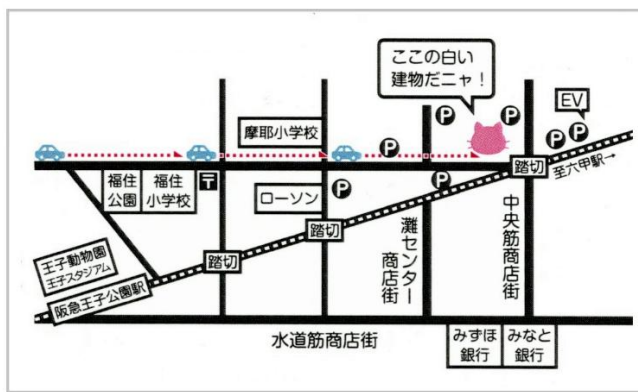 ここの白い
建物だニャ！
P
P
EV
P
P
P
摩耶小学校
至六甲駅→
踏切
福住
公園
福住
小学校
〒
ローソン
P
P
中央筋商店街
灘センター
商店街
踏切
踏切
王子動物園
王子スタジアム
阪急王子公園駅
水道筋商店街
みずほ
銀行
みなと
銀行